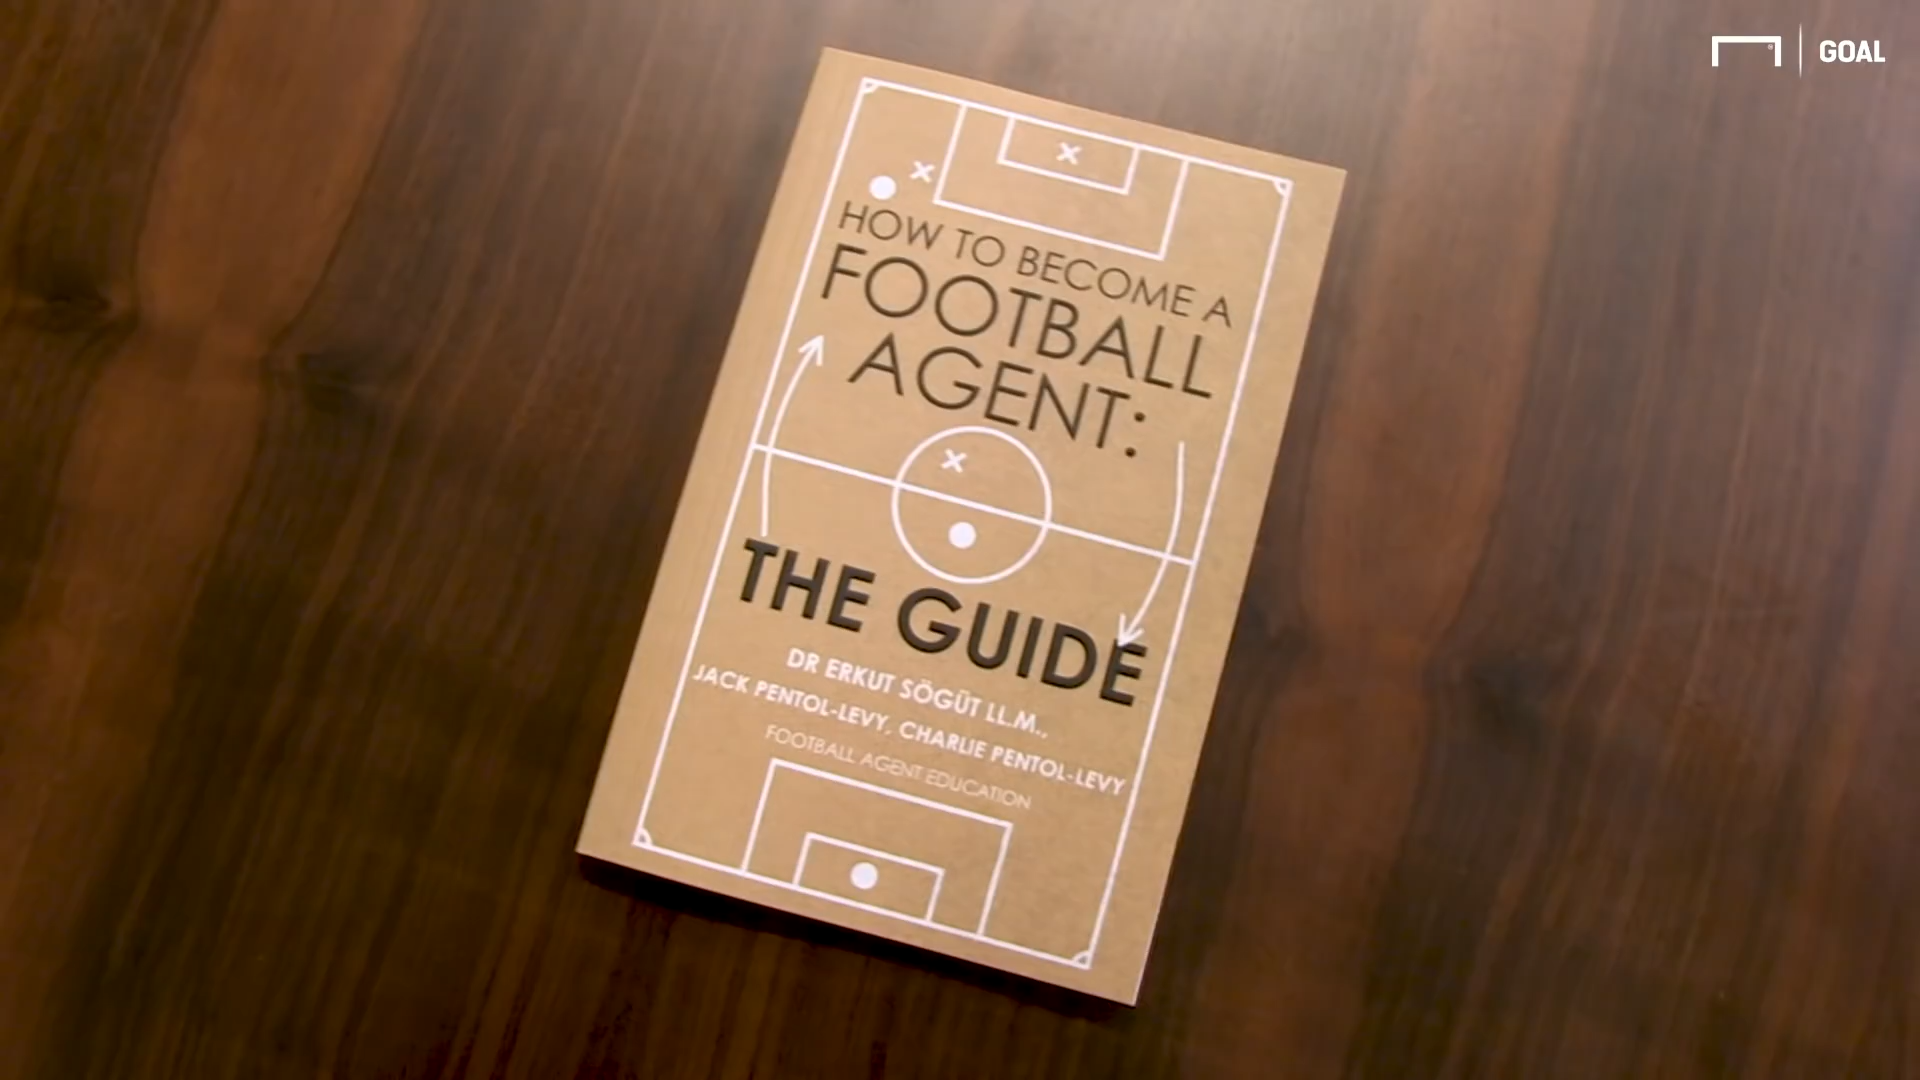 GOAL
HOW TO BECOME A
FOOTBALL
AGENT:
THE GUIDE
DR ERKUT SÖGÜT LL.M.,
JACK PENTOL-LEVY, CHARLIE PENTOL-LEVY
FOOTBALL AGENT EDUCATION